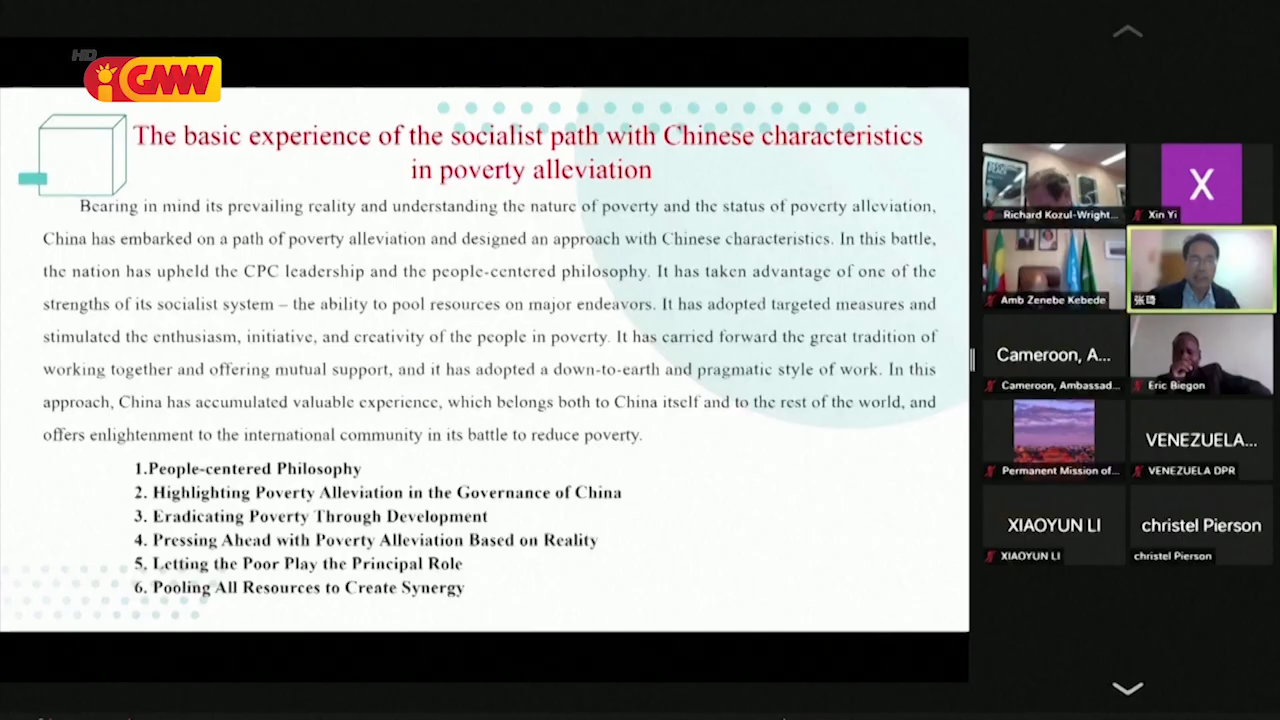 HD
iGMW
The basic experience of the socialist path with Chinese characteristics
in poverty alleviation
Bearing in mind its prevailing reality and understanding the nature of poverty and the status of poverty alleviation,
China has embarked on a path of poverty alleviation and designed an approach with Chinese characteristics. In this battle,
the nation has upheld the CPC leadership and the people-centered philosophy. It has taken advantage of one of the
strengths of its socialist system – the ability to pool resources on major endeavors. It has adopted targeted measures and
stimulated the enthusiasm, initiative, and creativity of the people in poverty. It has carried forward the great tradition of
working together and offering mutual support, and it has adopted a down-to-earth and pragmatic style of work. In this
approach, China has accumulated valuable experience, which belongs both to China itself and to the rest of the world, and
offers enlightenment to the international community in its battle to reduce poverty.
1.People-centered Philosophy
2. Highlighting Poverty Alleviation in the Governance of China
3. Eradicating Poverty Through Development
4. Pressing Ahead with Poverty Alleviation Based on Reality
5. Letting the Poor Play the Principal Role
6. Pooling All Resources to Create Synergy
Richard Kozul-Wright...
X
Xin Yi
Amb Zenebe Kebede
张琦
Cameroon, A...
Cameroon, Ambassad...
Eric Biegon
Permanent Mission of...
VENEZUELA...
VENEZUELA DPR
XIAOYUN LI
XIAOYUN LI
christel Pierson
christel Pierson